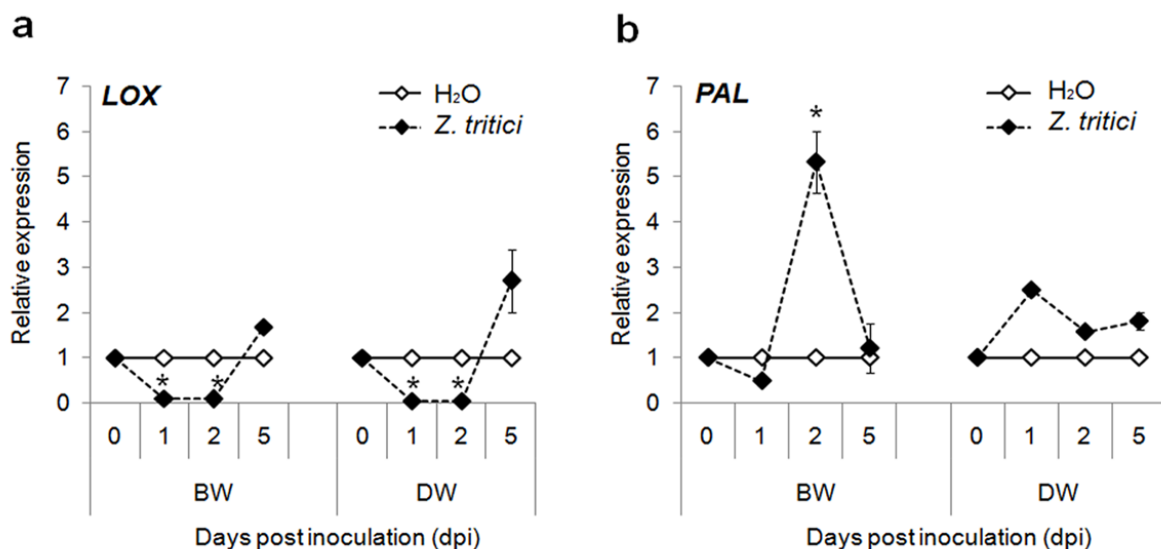 a
LOX
H₂O
Z. tritici
7
6
5
4
3
2
1
0
Relative expression
* * * *
0 1 2 5 0 1 2 5
BW DW
Days post inoculation (dpi)
b
PAL
H₂O
Z. tritici
7
6
5
4
3
2
1
0
Relative expression
*
0 1 2 5 0 1 2 5
BW DW
Days post inoculation (dpi)